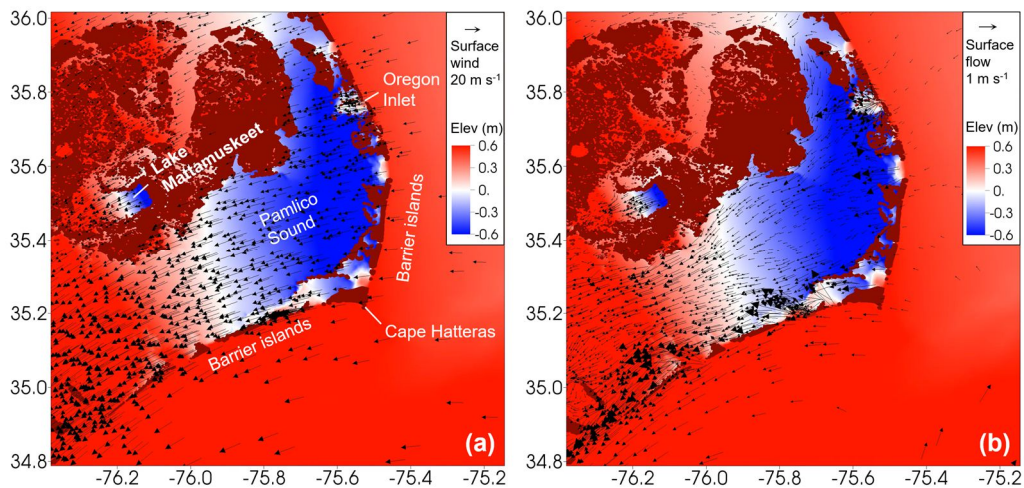 36.0
35.8
35.6
35.4
35.2
35.0
34.8
-76.2
-76.0
-75.8
-75.6
-75.4
-75.2
Surface
wind
20 m s-1
Elev (m)
0.6
0.3
0.
-0.3
-0.6
Oregon
Inlet
Lake
Mattamuskeet
Pamlico
Sound
Barrier islands
Barrier islands
Cape Hatteras
(a)
36.0
35.8
35.6
35.4
35.2
35.0
34.8
-76.2
-76.0
-75.8
-75.6
-75.4
-75.2
Surface
flow
1 m s-1
Elev (m)
0.6
0.3
0.
-0.3
-0.6
(b)